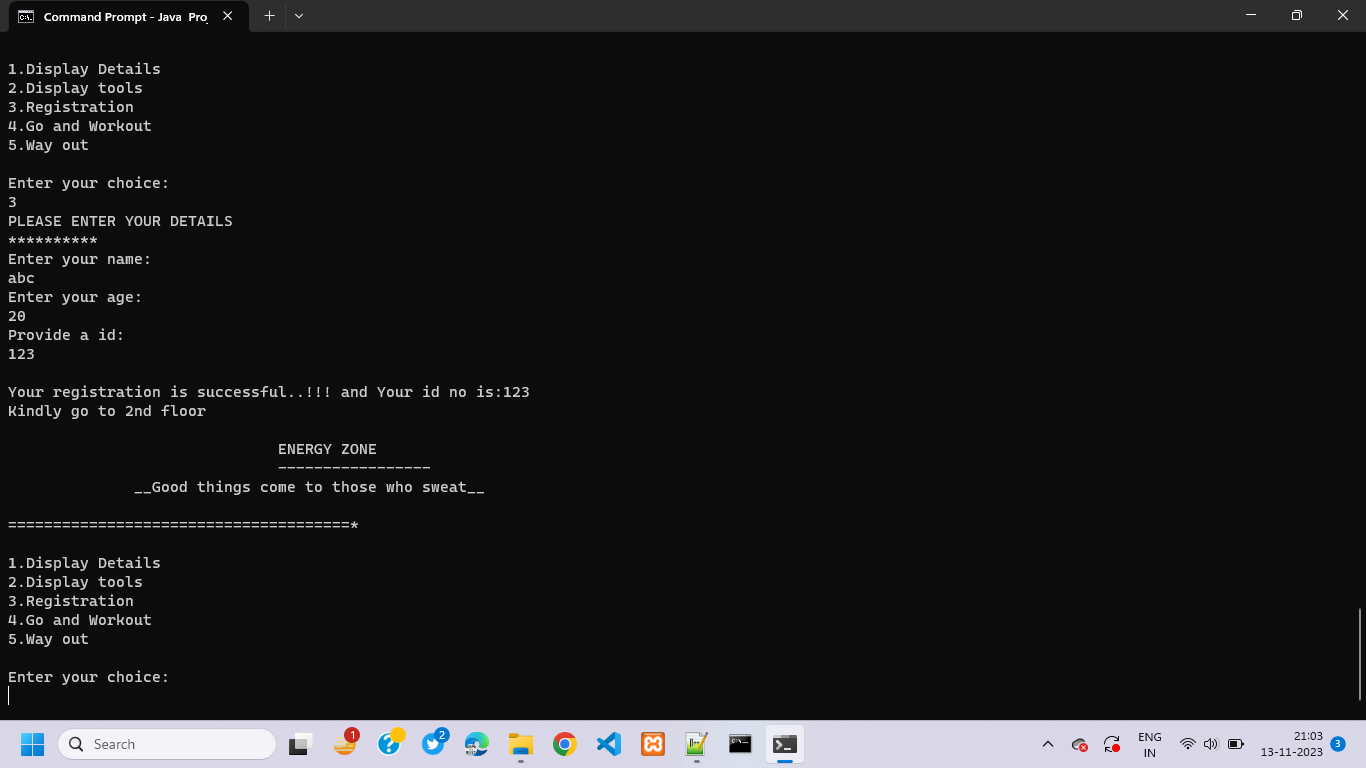 Command Prompt - Java Pro
1.Display Details
2.Display tools
3.Registration
4.Go and Workout
5.Way out
Enter your choice:
3
PLEASE ENTER YOUR DETAILS
**********
Enter your name:
abc
Enter your age:
20
Provide a id:
123
Your registration is successful..!!! and Your id no is:123
Kindly go to 2nd floor
ENERGY ZONE
-----------------
__Good things come to those who sweat__
======================================*
1.Display Details
2.Display tools
3.Registration
4.Go and Workout
5.Way out
Enter your choice:
Search
1
2
ENG
IN
21:03
13-11-2023
3